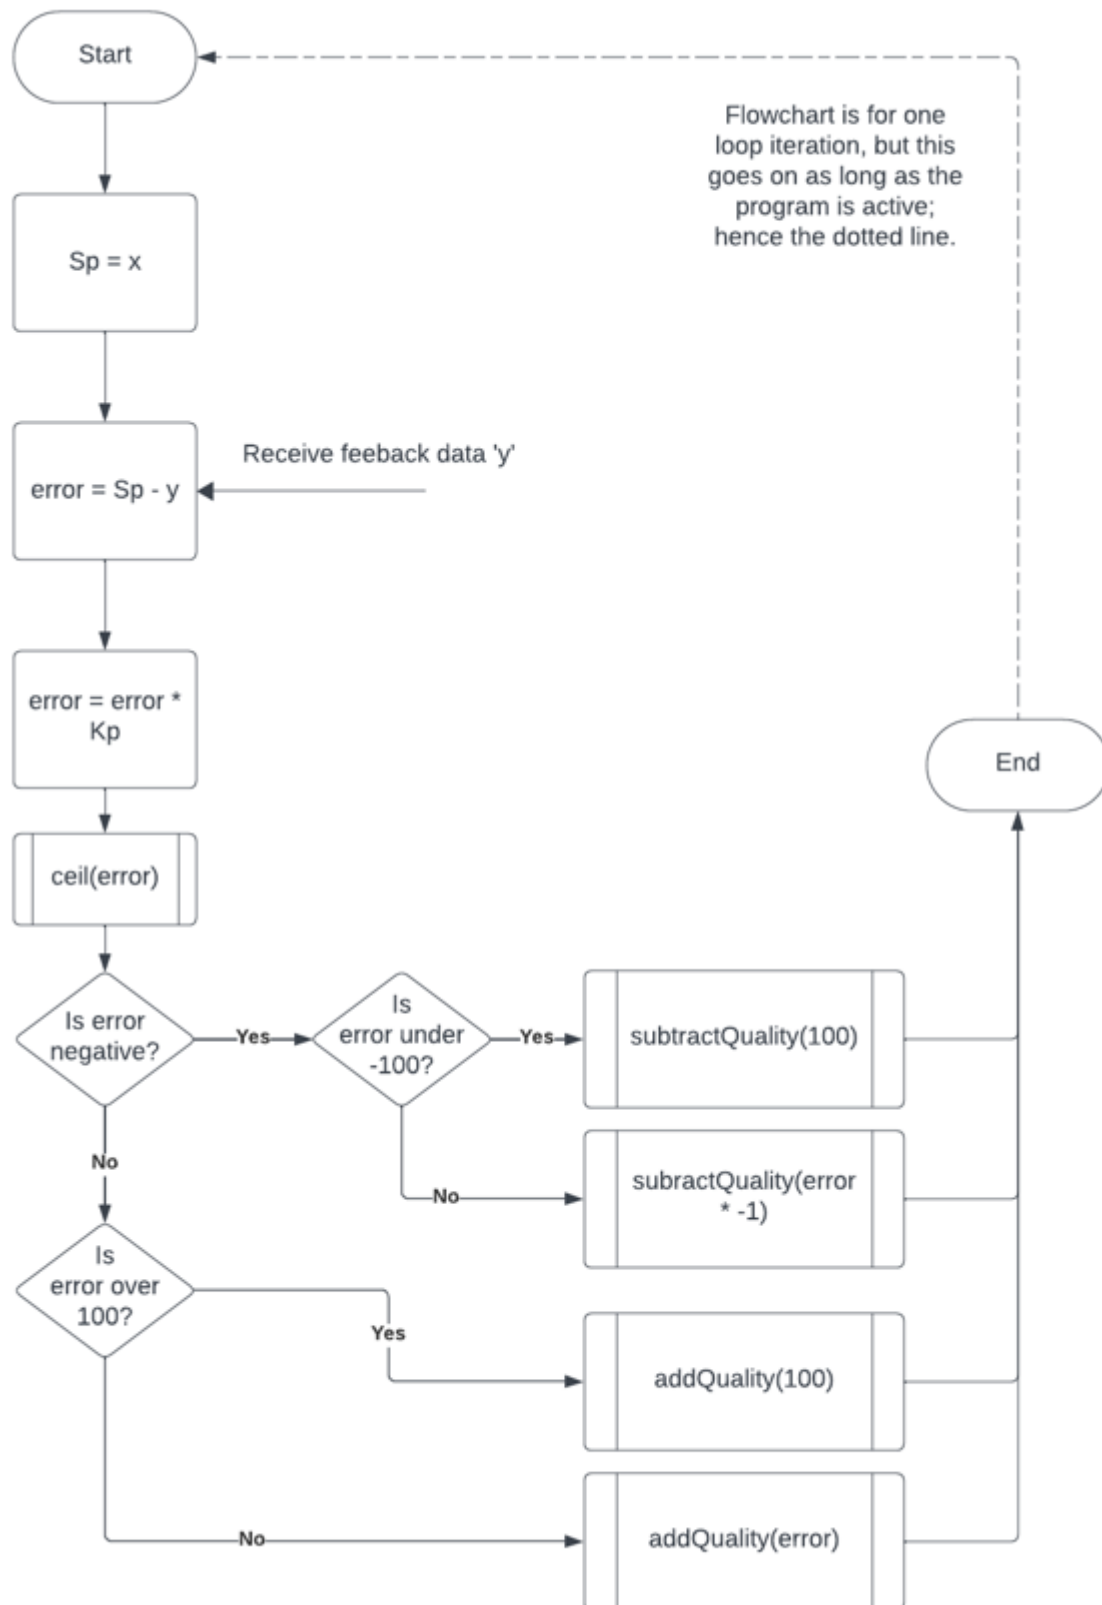 Start
Flowchart is for one
loop iteration, but this
goes on as long as the
program is active;
hence the dotted line.
Sp = x
Receive feeback data 'y'
error = Sp - y
error = error *
Kp
End
ceil(error)
Is error
negative?
Yes
Is
error under
-100?
Yes
subtractQuality(100)
No
No
subractQuality(error
* -1)
Is
error over
100?
Yes
addQuality(100)
No
addQuality(error)